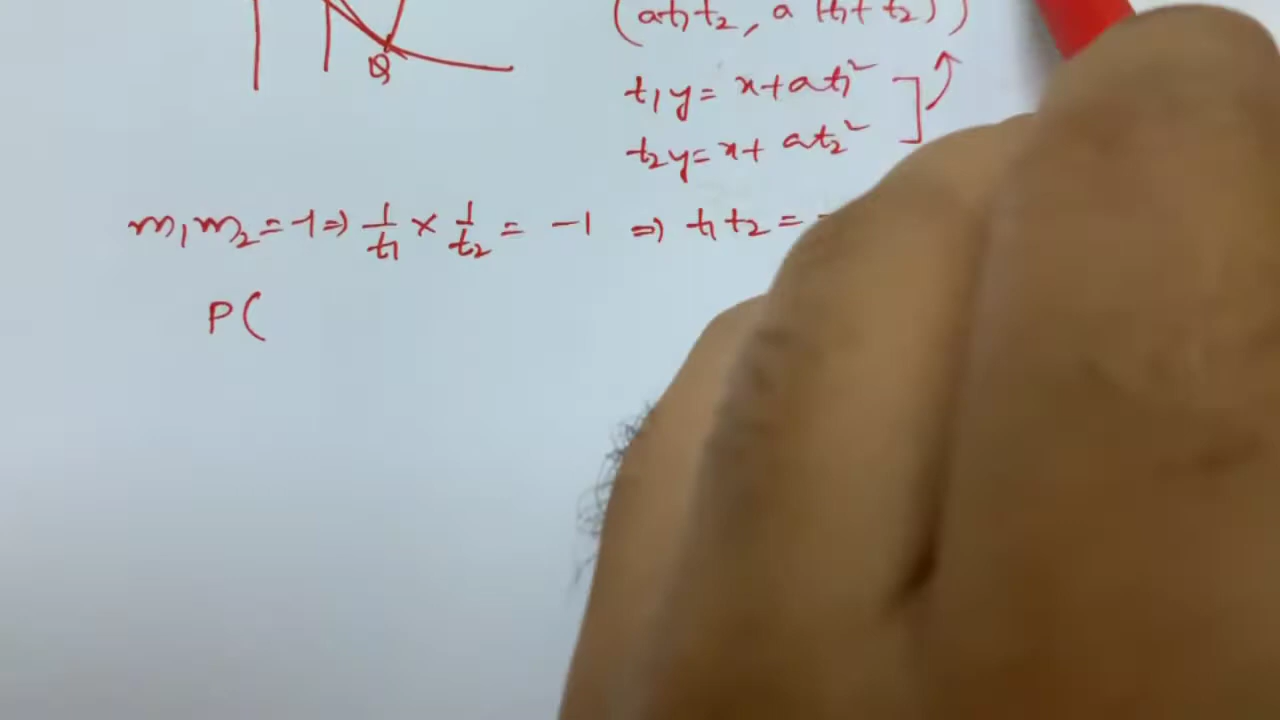 (at₁t₂, a (t₁+t₂))
t₁y = x+at₁²
t₂y = x+ at₂²
Q
m₁m₂ = -1 ⇒ 1/t₁ × 1/t₂ = -1 ⇒ t₁t₂ =
P(